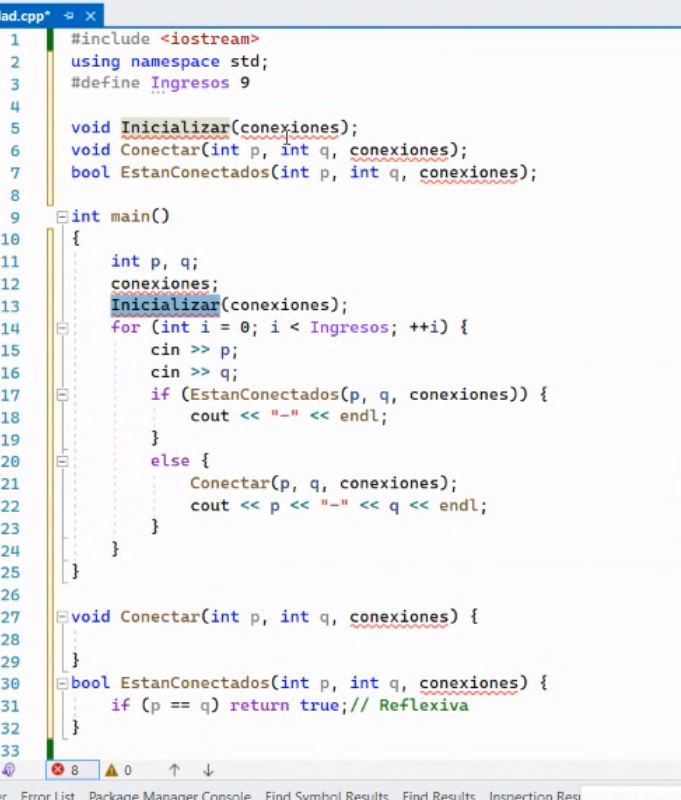 lad.cpp*
1 #include <iostream>
2 using namespace std;
3 #define Ingresos 9
4
5 void Inicializar(conexiones);
6 void Conectar(int p, int q, conexiones);
7 bool EstanConectados(int p, int q, conexiones);
8
9 int main()
10 {
11 int p, q;
12 conexiones;
13 Inicializar(conexiones);
14 for (int i = 0; i < Ingresos; ++i) {
15 cin >> p;
16 cin >> q;
17 if (EstanConectados(p, q, conexiones)) {
18 cout << "-" << endl;
19 }
20 else {
21 Conectar(p, q, conexiones);
22 cout << p << "-" << q << endl;
23 }
24 }
25 }
26
27 void Conectar(int p, int q, conexiones) {
28
29 }
30 bool EstanConectados(int p, int q, conexiones) {
31 if (p == q) return true;// Reflexiva
32 }
33
8 0
Error List Package Manager Console Find Symbol Results Find Results Inspection